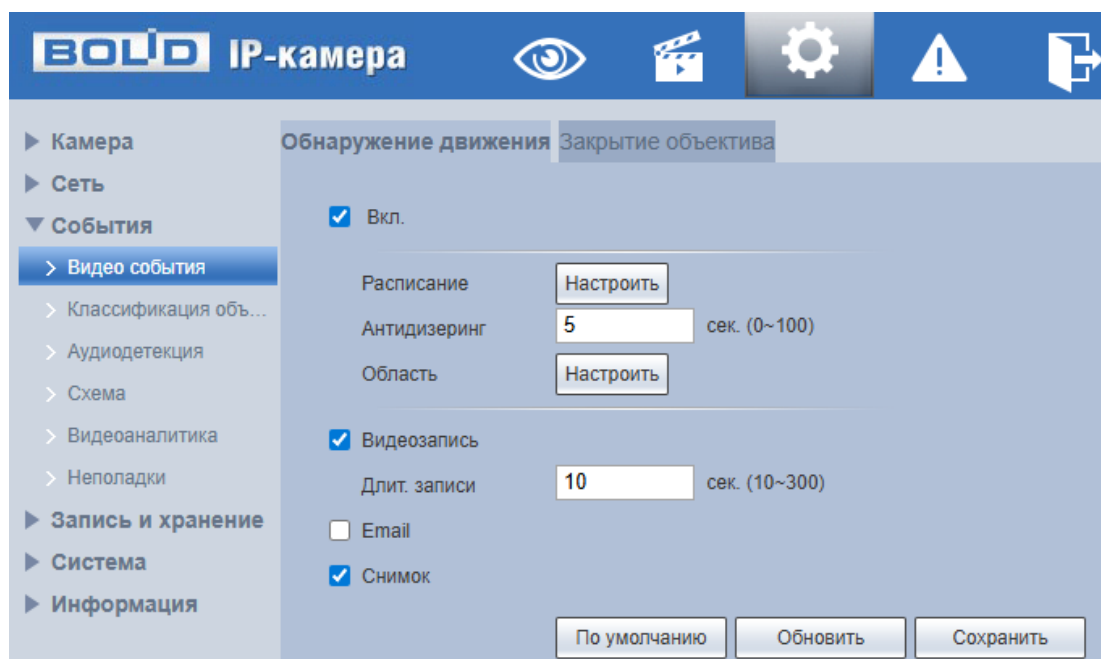 BOLID IP-камера
Камера
Сеть
События
Видео события
Классификация объ...
Аудиодетекция
Схема
Видеоаналитика
Неполадки
Запись и хранение
Система
Информация
Обнаружение движения Закрытие объектива
Вкл.
Расписание Настроить
Антидизеринг 5 сек. (0~100)
Область Настроить
Видеозапись
Длит. записи 10 сек. (10~300)
Email
Снимок
По умолчанию Обновить Сохранить